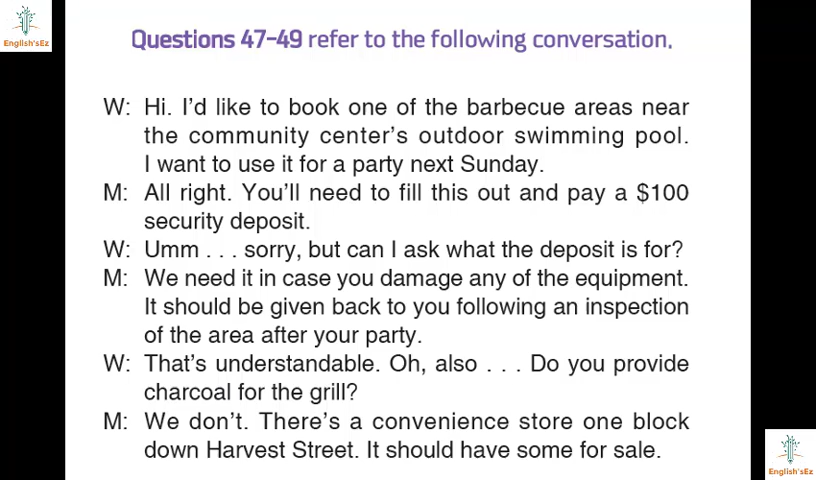 English'sEz
Questions 47-49 refer to the following conversation.
W: Hi. I'd like to book one of the barbecue areas near
the community center's outdoor swimming pool.
I want to use it for a party next Sunday.
M: All right. You'll need to fill this out and pay a $100
security deposit.
W: Umm . . . sorry, but can I ask what the deposit is for?
M: We need it in case you damage any of the equipment.
It should be given back to you following an inspection
of the area after your party.
W: That's understandable. Oh, also . . . Do you provide
charcoal for the grill?
M: We don't. There's a convenience store one block
down Harvest Street. It should have some for sale.
English'sEz